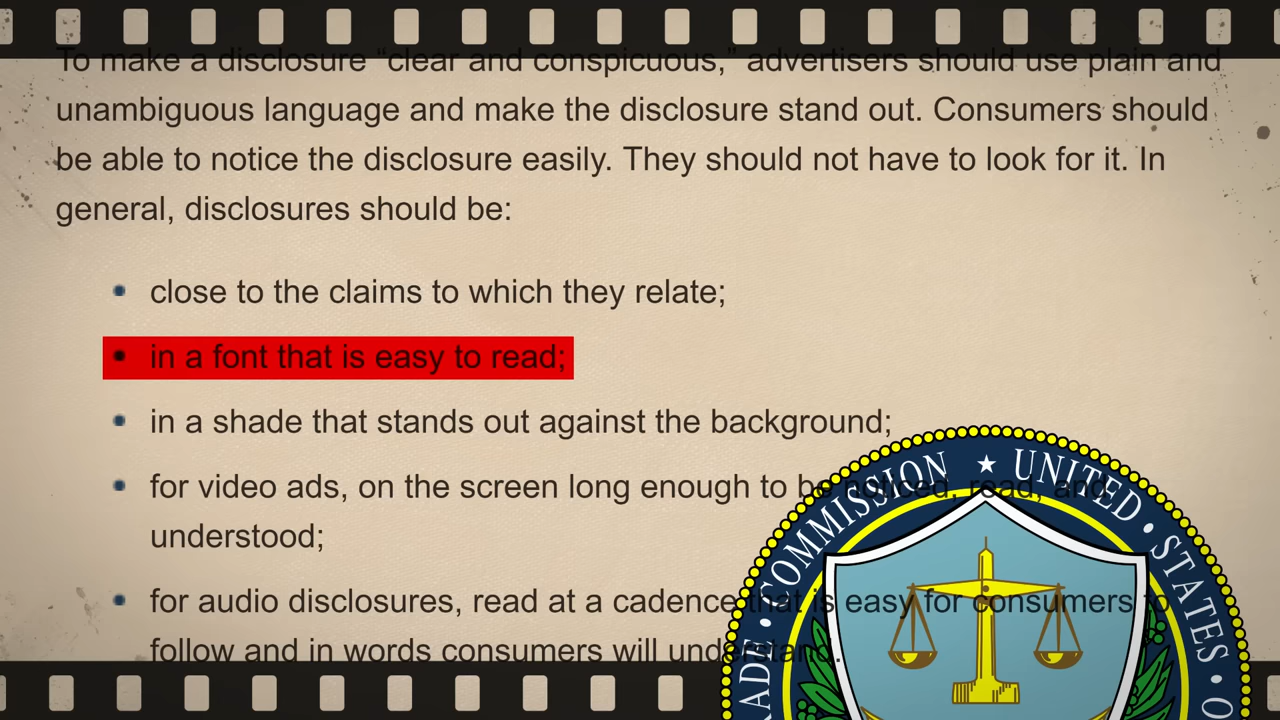 To make a disclosure “clear and conspicuous,” advertisers should use plain and
unambiguous language and make the disclosure stand out. Consumers should
be able to notice the disclosure easily. They should not have to look for it. In
general, disclosures should be:
• close to the claims to which they relate;
• in a font that is easy to read;
• in a shade that stands out against the background;
• for video ads, on the screen long enough to be noticed, read, and
understood;
• for audio disclosures, read at a cadence that is easy for consumers to
follow and in words consumers will understand.
COMMISSION ★ UNITED • STATES •